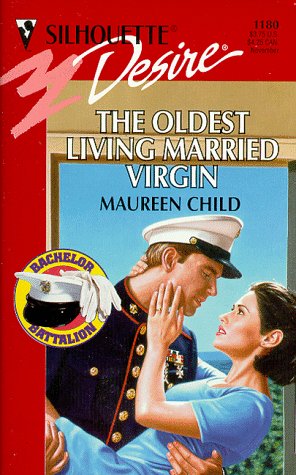 SILHOUETTE®
Desire®
1180
THE OLDEST
LIVING MARRIED
VIRGIN
MAUREEN CHILD
BACHELOR
BATTALION